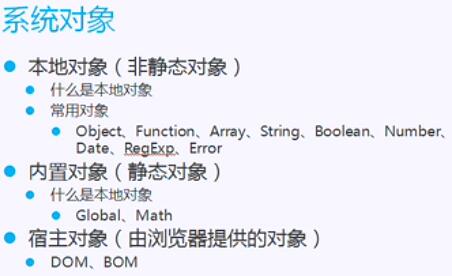 系统对象
本地对象（非静态对象）
什么是本地对象
常用对象
Object、Function、Array、String、Boolean、Number、
Date、RegExp、Error
内置对象（静态对象）
什么是本地对象
Global、Math
宿主对象（由浏览器提供的对象）
DOM、BOM